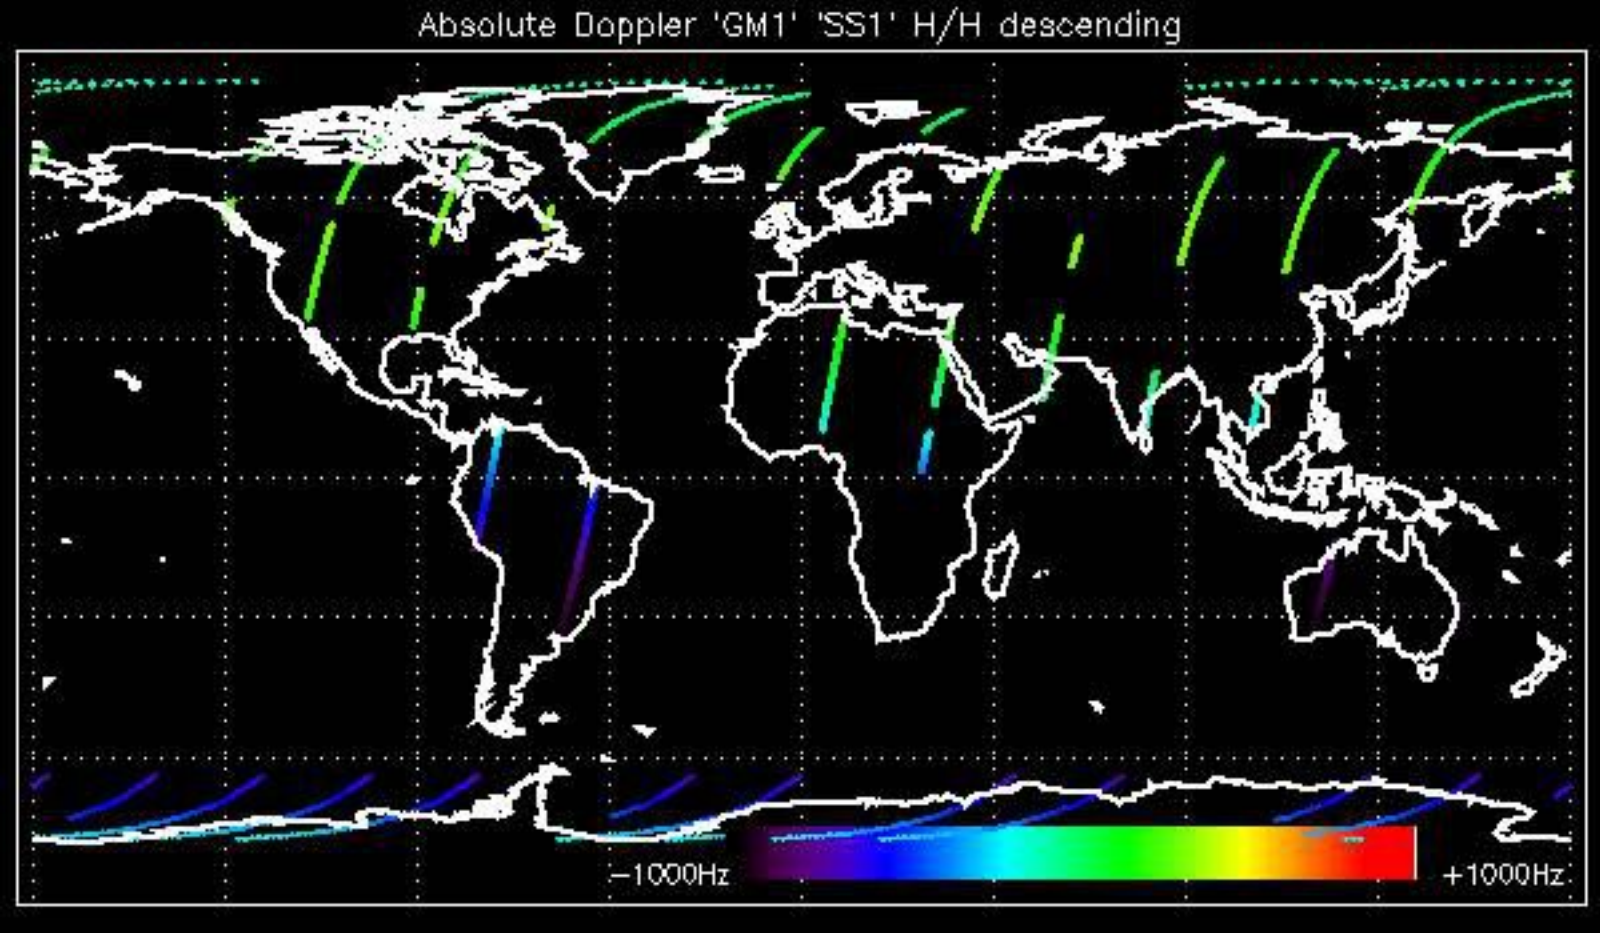 Absolute Doppler 'GM1' 'SS1' H/H descending
−1000Hz
+1000Hz